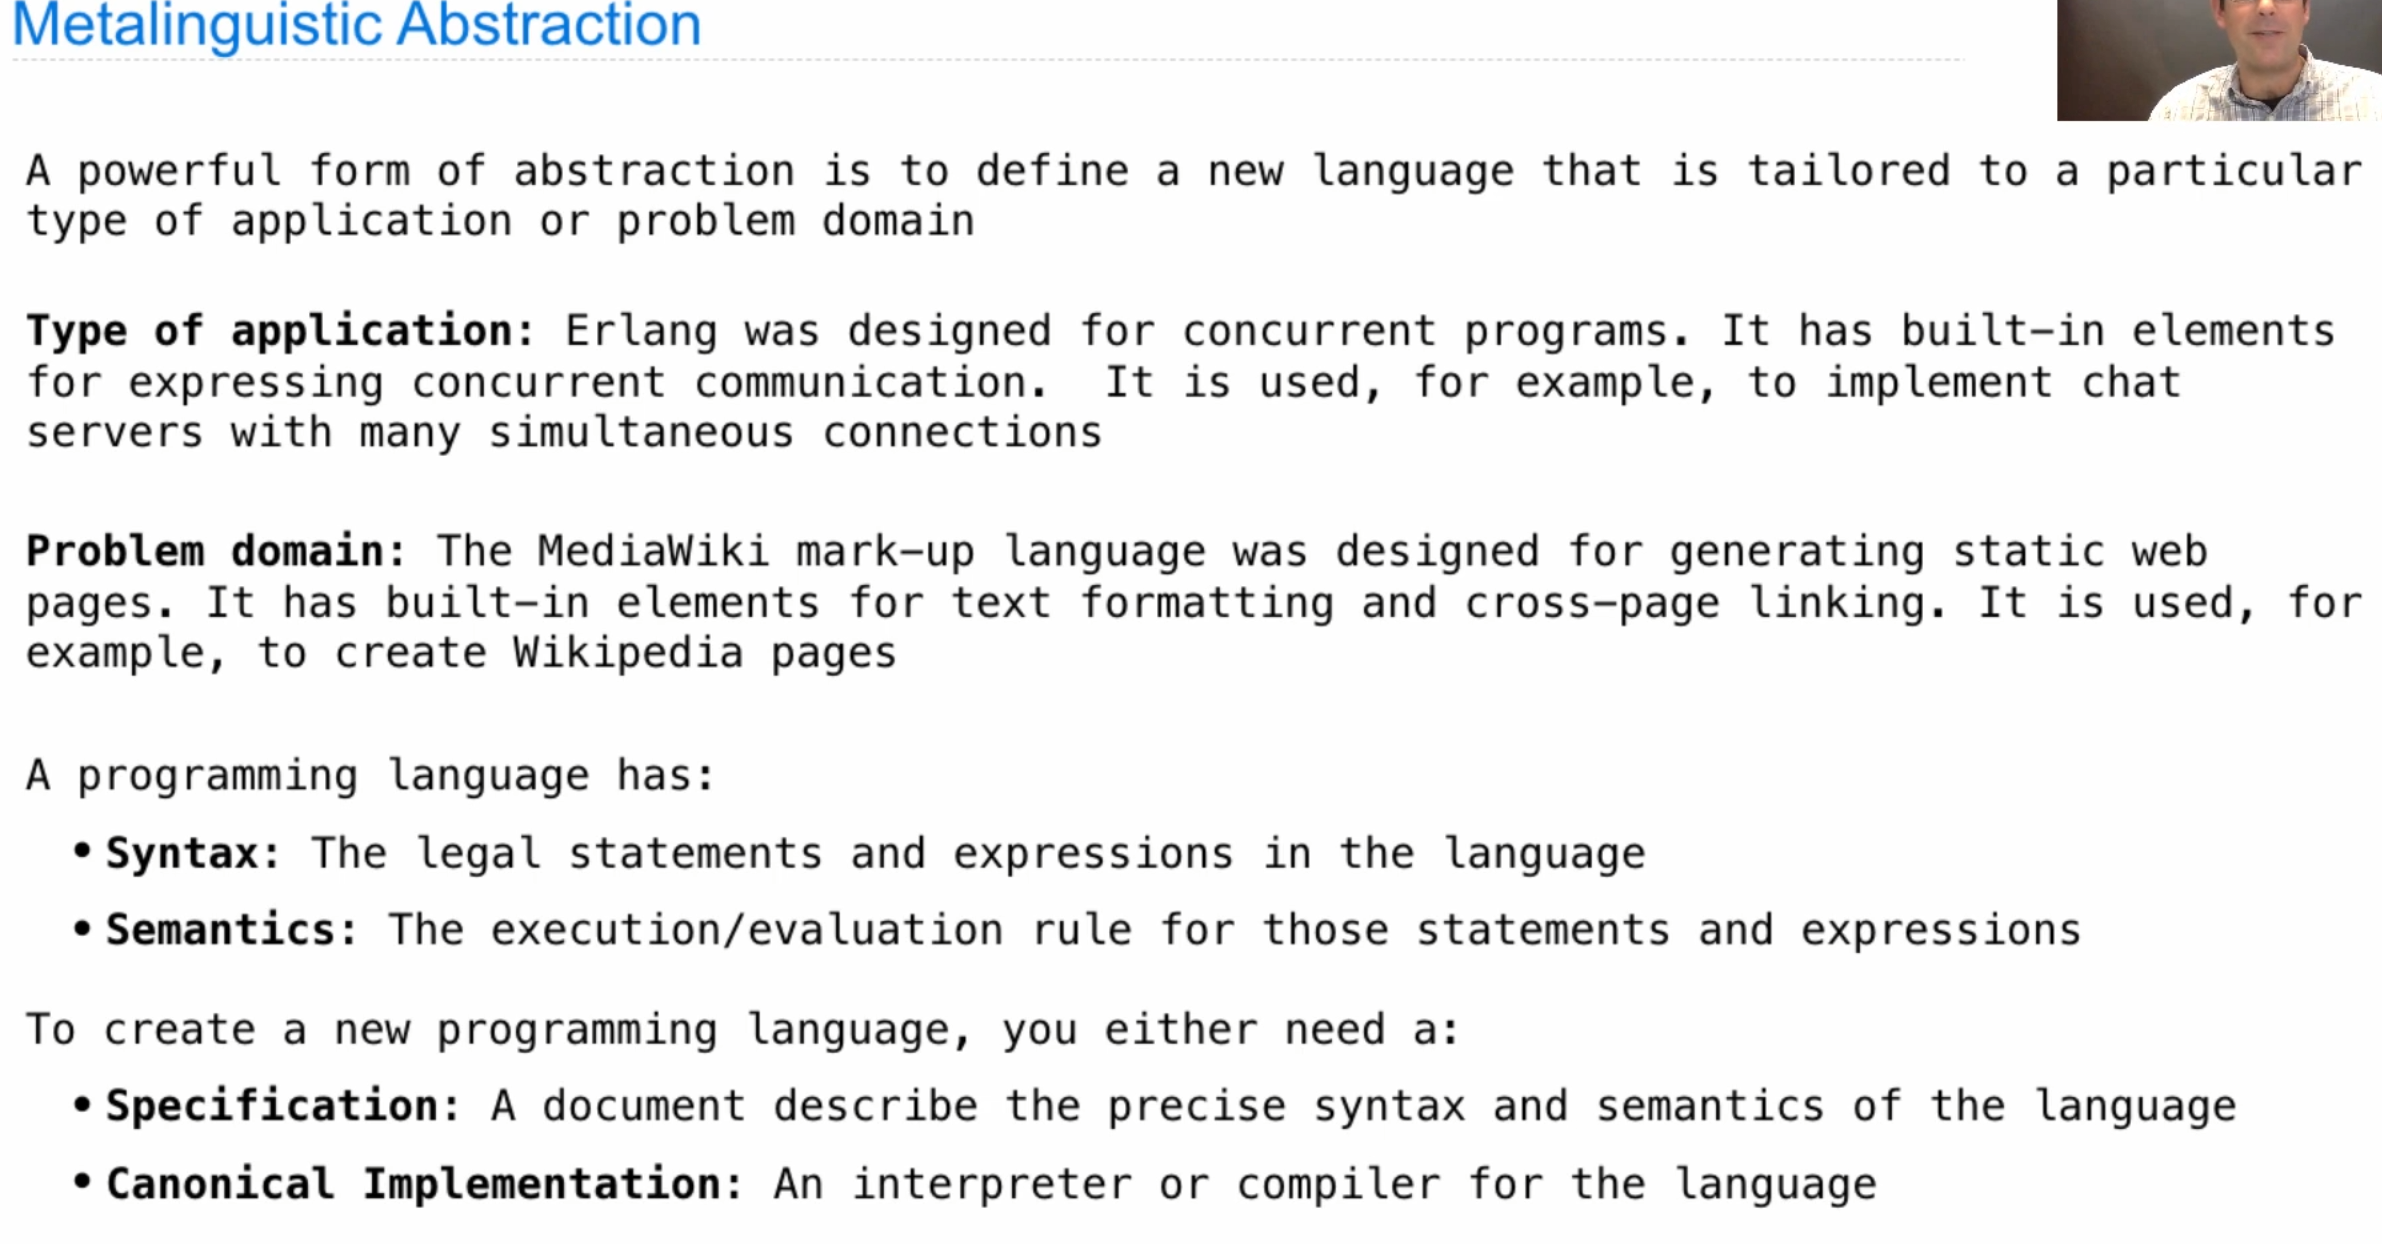 Metalinguistic Abstraction
A powerful form of abstraction is to define a new language that is tailored to a particular
type of application or problem domain
Type of application: Erlang was designed for concurrent programs. It has built-in elements
for expressing concurrent communication.  It is used, for example, to implement chat
servers with many simultaneous connections
Problem domain: The MediaWiki mark-up language was designed for generating static web
pages. It has built-in elements for text formatting and cross-page linking. It is used, for
example, to create Wikipedia pages
A programming language has:
• Syntax: The legal statements and expressions in the language
• Semantics: The execution/evaluation rule for those statements and expressions
To create a new programming language, you either need a:
• Specification: A document describe the precise syntax and semantics of the language
• Canonical Implementation: An interpreter or compiler for the language